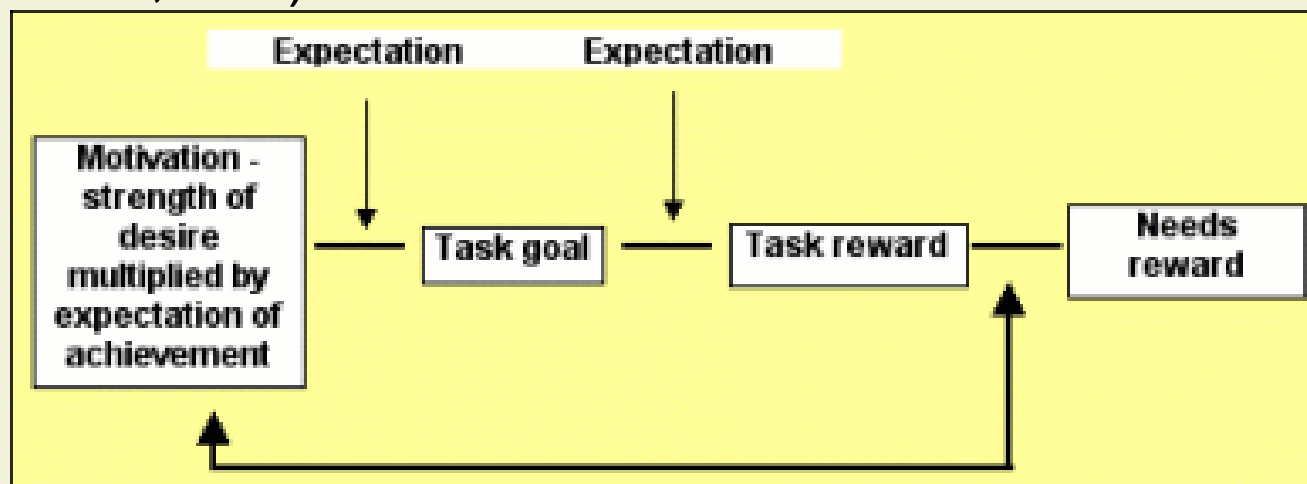 Expectation Expectation
Motivation -
strength of
desire
multiplied by
expectation of
achievement
Task goal
Task reward
Needs
reward